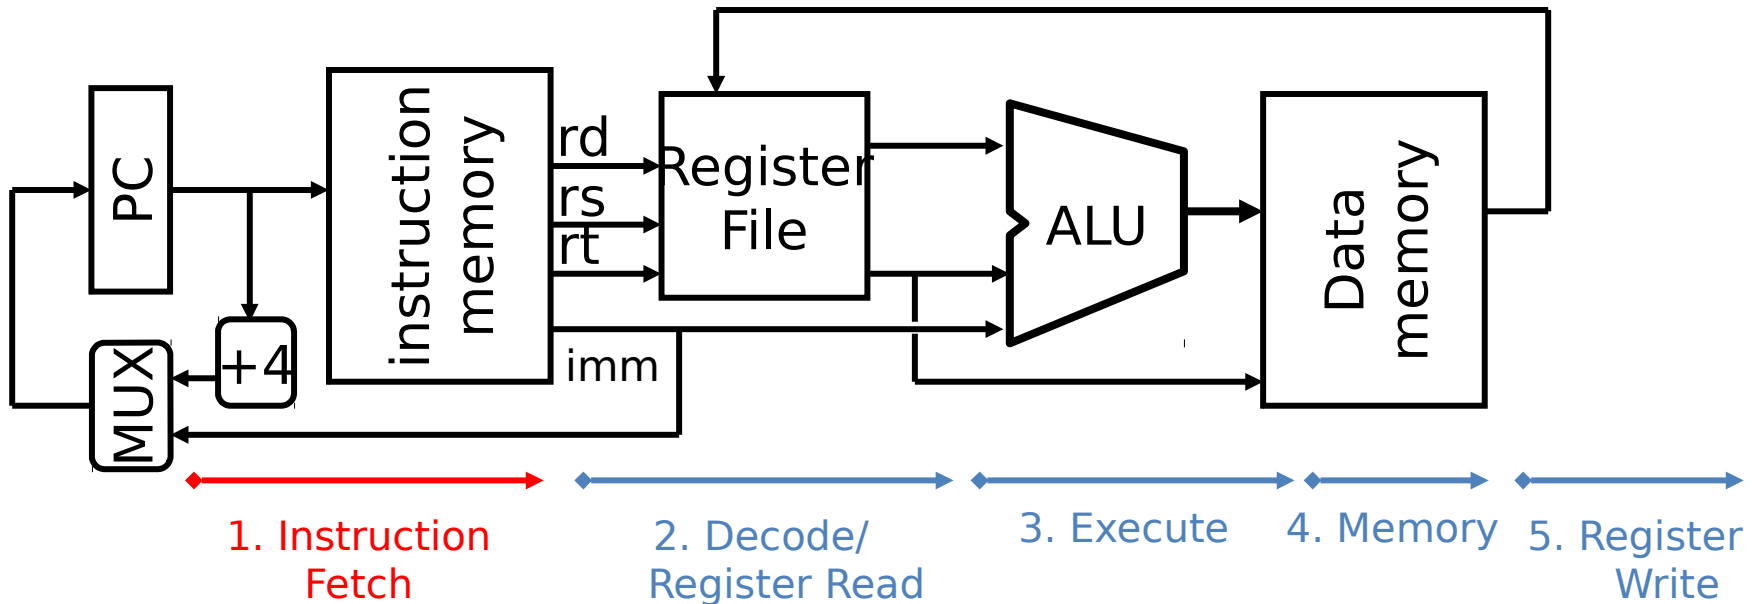 PC
+4
MUX
instruction
memory
rd
rs
rt
imm
Register
File
ALU
Data
memory
1. Instruction
Fetch
2. Decode/
Register Read
3. Execute
4. Memory
5. Register
Write